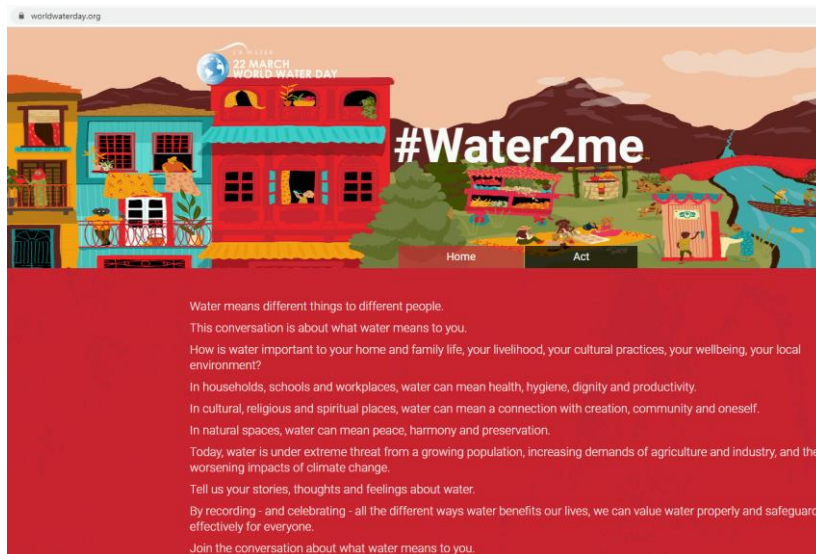 worldwaterday.org
UN WATER
22 MARCH
WORLD WATER DAY
#Water2me
Home
Act
Water means different things to different people.
This conversation is about what water means to you.
How is water important to your home and family life, your livelihood, your cultural practices, your wellbeing, your local
environment?
In households, schools and workplaces, water can mean health, hygiene, dignity and productivity.
In cultural, religious and spiritual places, water can mean a connection with creation, community and oneself.
In natural spaces, water can mean peace, harmony and preservation.
Today, water is under extreme threat from a growing population, increasing demands of agriculture and industry, and the
worsening impacts of climate change.
Tell us your stories, thoughts and feelings about water.
By recording - and celebrating - all the different ways water benefits our lives, we can value water properly and safeguard
effectively for everyone.
Join the conversation about what water means to you.